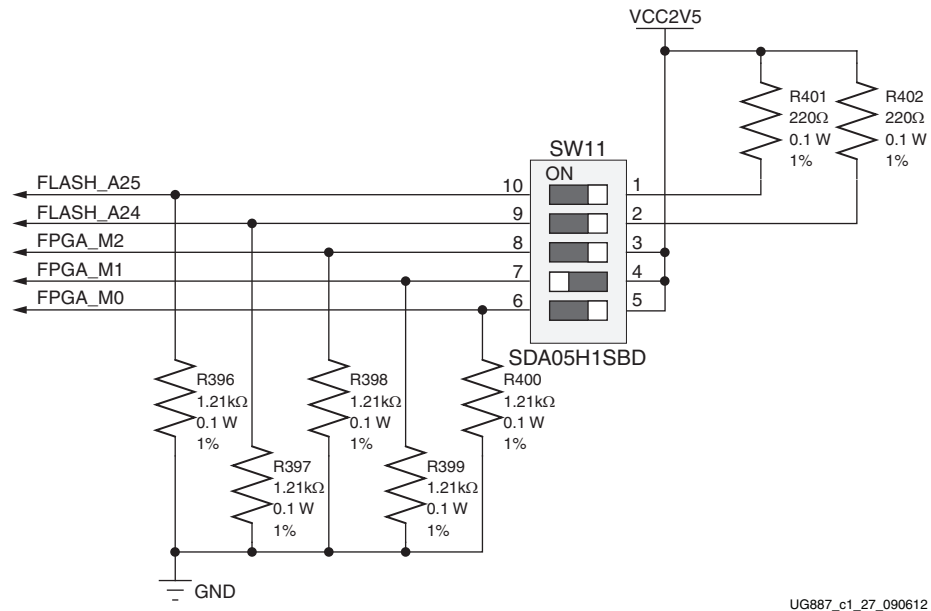 VCC2V5
R401
220Ω
0.1 W
1%
R402
220Ω
0.1 W
1%
SW11
ON
FLASH_A25
10
1
FLASH_A24
9
2
FPGA_M2
8
3
FPGA_M1
7
4
FPGA_M0
6
5
SDA05H1SBD
R396
1.21kΩ
0.1 W
1%
R398
1.21kΩ
0.1 W
1%
R400
1.21kΩ
0.1 W
1%
R397
1.21kΩ
0.1 W
1%
R399
1.21kΩ
0.1 W
1%
GND
UG887_c1_27_090612